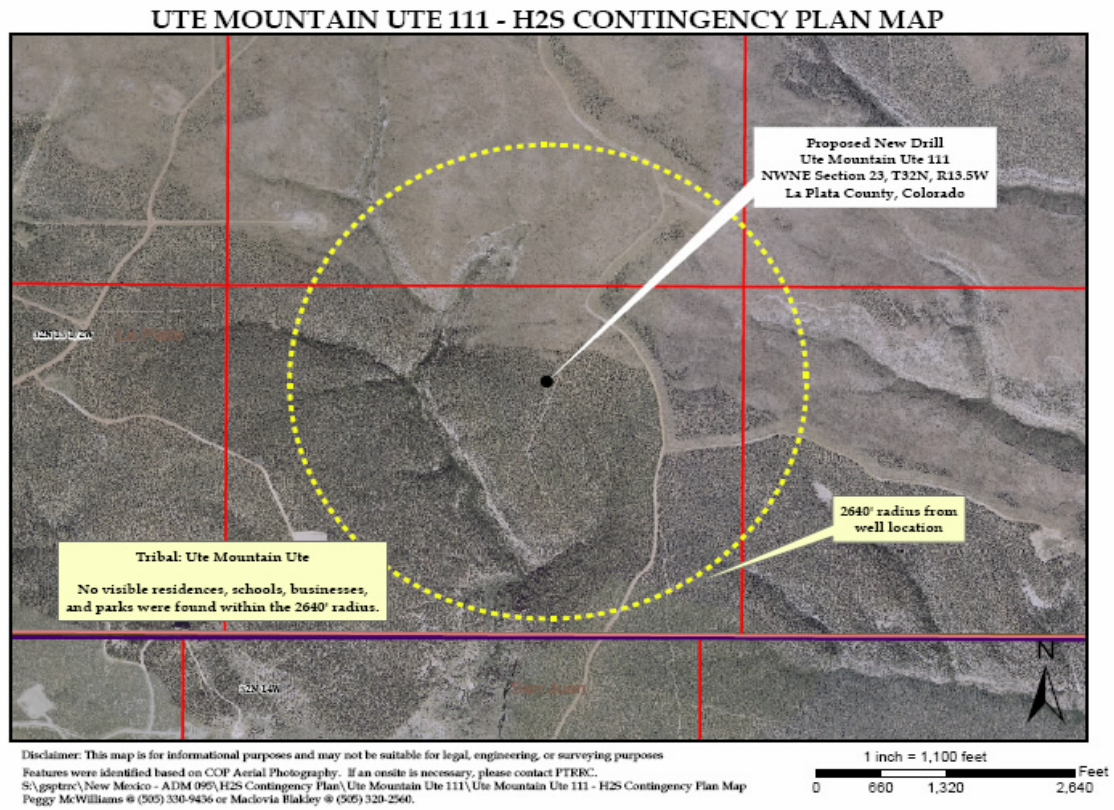 UTE MOUNTAIN UTE 111 - H2S CONTINGENCY PLAN MAP
Proposed New Drill
Ute Mountain Ute 111
NWNE Section 23, T32N, R13.5W
La Plata County, Colorado
2640' radius from
well location
Tribal: Ute Mountain Ute
No visible residences, schools, businesses,
and parks were found within the 2640' radius.
32N 14W
N
Disclaimer: This map is for informational purposes and may not be suitable for legal, engineering, or surveying purposes
Features were identified based on COP Aerial Photography. If an onsite is necessary, please contact PTRRC.
S:\gsptrrc\New Mexico - ADM 095\H2S Contingency Plan\Ute Mountain Ute 111\Ute Mountain Ute 111 - H2S Contingency Plan Map
Peggy McWilliams @ (505) 330-9436 or Maclovia Blakley @ (505) 320-2560.
1 inch = 1,100 feet
Feet
0 660 1,320 2,640